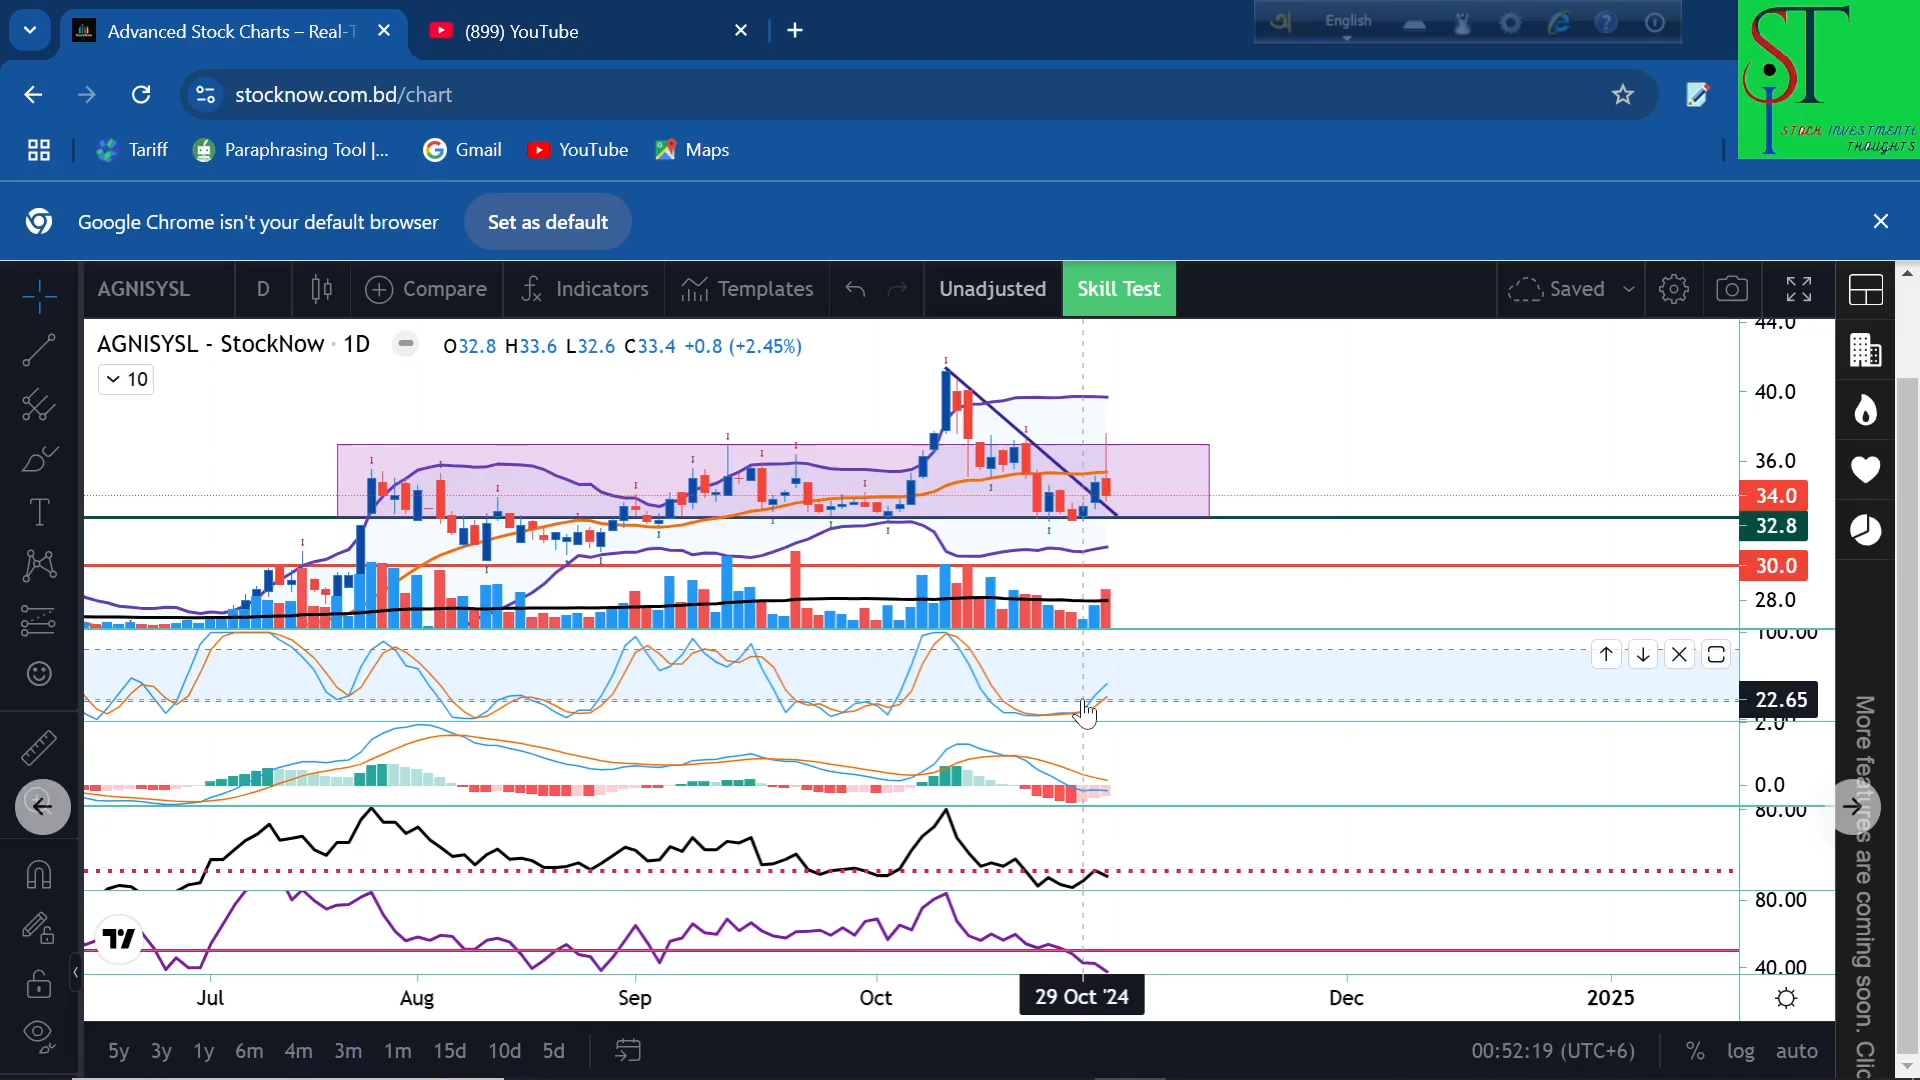 Advanced Stock Charts – Real-T
(899) YouTube
English
stocknow.com.bd/chart
ST
STOCK INVESTMENT
THOUGHTS
Tariff
Paraphrasing Tool |...
Gmail
YouTube
Maps
Google Chrome isn't your default browser
Set as default
AGNISYSL
D
Compare
Indicators
Templates
Unadjusted
Skill Test
Saved
AGNISYSL - StockNow · 1D
O32.8 H33.6 L32.6 C33.4 +0.8 (+2.45%)
10
44.0
40.0
36.0
34.0
32.8
30.0
28.0
100.00
22.65
2.0
0.0
80.00
80.00
40.00
More features are coming soon. Clic
Jul
Aug
Sep
Oct
29 Oct '24
Dec
2025
5y 3y 1y 6m 4m 3m 1m 15d 10d 5d
00:52:19 (UTC+6)
% log auto